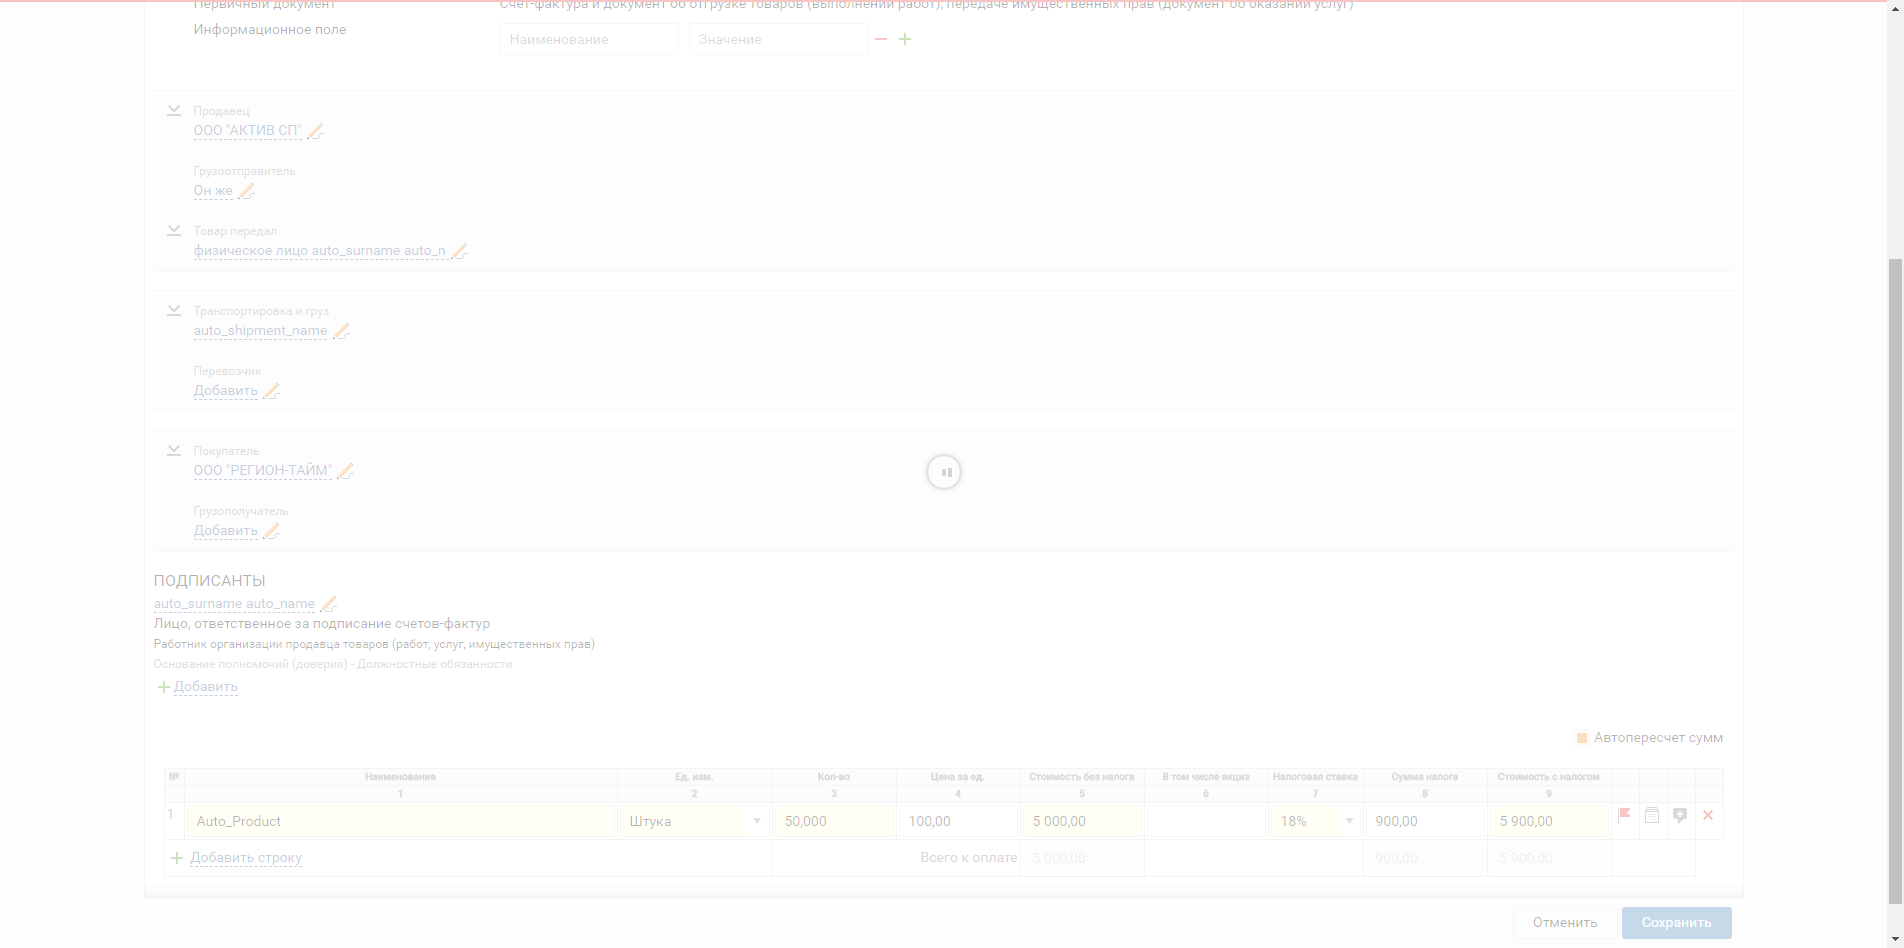 Первичный документ Счет-фактура и документ об отгрузке товаров (выполнении работ), передаче имущественных прав (документ об оказании услуг)
Информационное поле Наименование Значение
Продавец
ООО "АКТИВ СП"
Грузоотправитель
Он же
Товар передал
физическое лицо auto_surname auto_n
Транспортировка и груз
auto_shipment_name
Перевозчик
Добавить
Покупатель
ООО "РЕГИОН-ТАЙМ"
Грузополучатель
Добавить
ПОДПИСАНТЫ
auto_surname auto_name
Лицо, ответственное за подписание счетов-фактур
Работник организации продавца товаров (работ, услуг, имущественных прав)
Основание полномочий (доверия) - Должностные обязанности
Добавить
Автопересчет сумм
№ Наименование Ед. изм. Кол-во Цена за ед. Стоимость без налога В том числе акциз Налоговая ставка Сумма налога Стоимость с налогом
1 2 3 4 5 6 7 8 9
1 Auto_Product Штука 50,000 100,00 5 000,00 18% 900,00 5 900,00
Добавить строку Всего к оплате 5 000,00 900,00 5 900,00
Отменить Сохранить